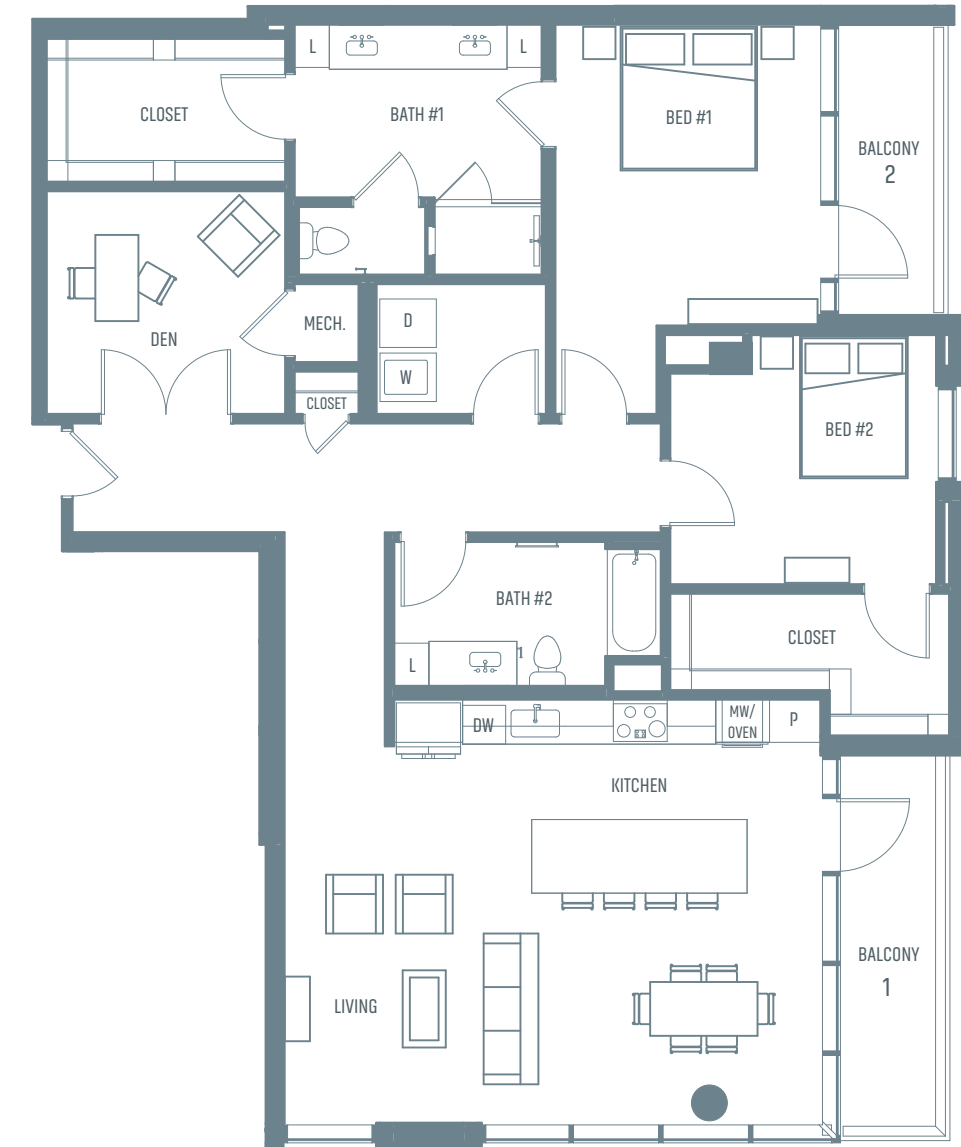 L
L
CLOSET
BATH #1
BED #1
BALCONY
2
DEN
MECH.
D
W
CLOSET
BED #2
BATH #2
CLOSET
L
1
DW
MW/
OVEN
P
KITCHEN
BALCONY
1
LIVING